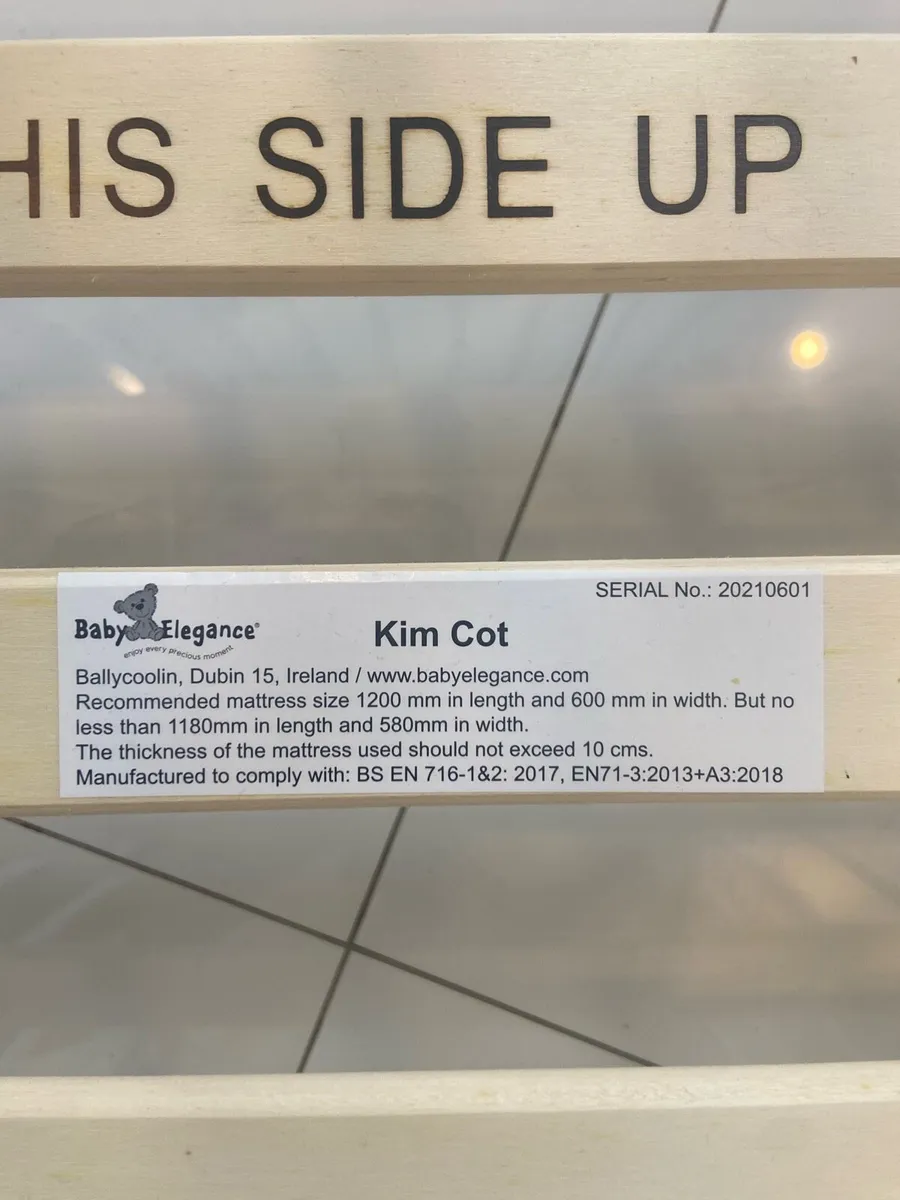 HIS SIDE UP
SERIAL No.: 20210601
Baby Elegance®
enjoy every precious moment
Kim Cot
Ballycoolin, Dubin 15, Ireland / www.babyelegance.com
Recommended mattress size 1200 mm in length and 600 mm in width. But no
less than 1180mm in length and 580mm in width.
The thickness of the mattress used should not exceed 10 cms.
Manufactured to comply with: BS EN 716-1&2: 2017, EN71-3:2013+A3:2018